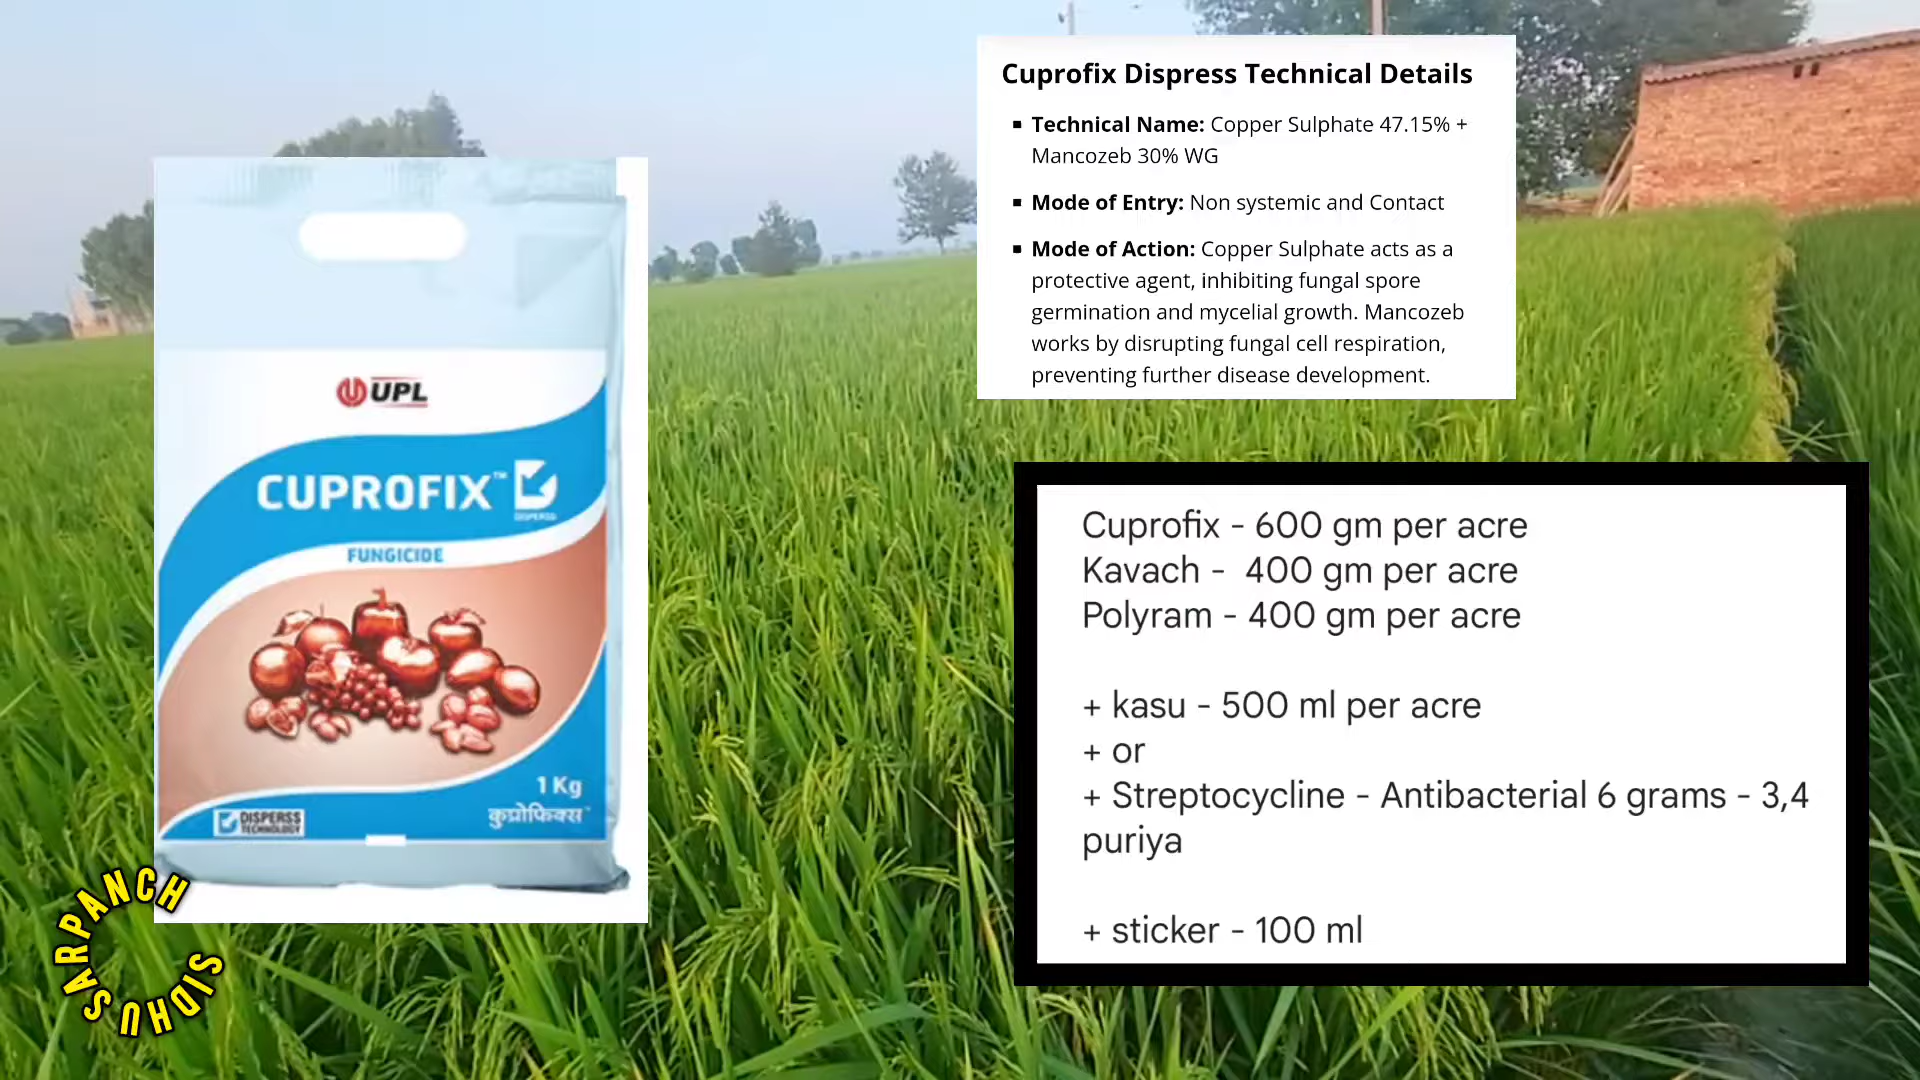 Cuprofix Dispress Technical Details
Technical Name: Copper Sulphate 47.15% +
Mancozeb 30% WG
Mode of Entry: Non systemic and Contact
Mode of Action: Copper Sulphate acts as a
protective agent, inhibiting fungal spore
germination and mycelial growth. Mancozeb
works by disrupting fungal cell respiration,
preventing further disease development.
UPL
CUPROFIX™
DISPERSS
FUNGICIDE
1 Kg
कुप्रोफिक्स™
DISPERSS
TECHNOLOGY
Cuprofix - 600 gm per acre
Kavach - 400 gm per acre
Polyram - 400 gm per acre
+ kasu - 500 ml per acre
+ or
+ Streptocycline - Antibacterial 6 grams - 3,4
puriya
+ sticker - 100 ml
SIDHU SARPANCH